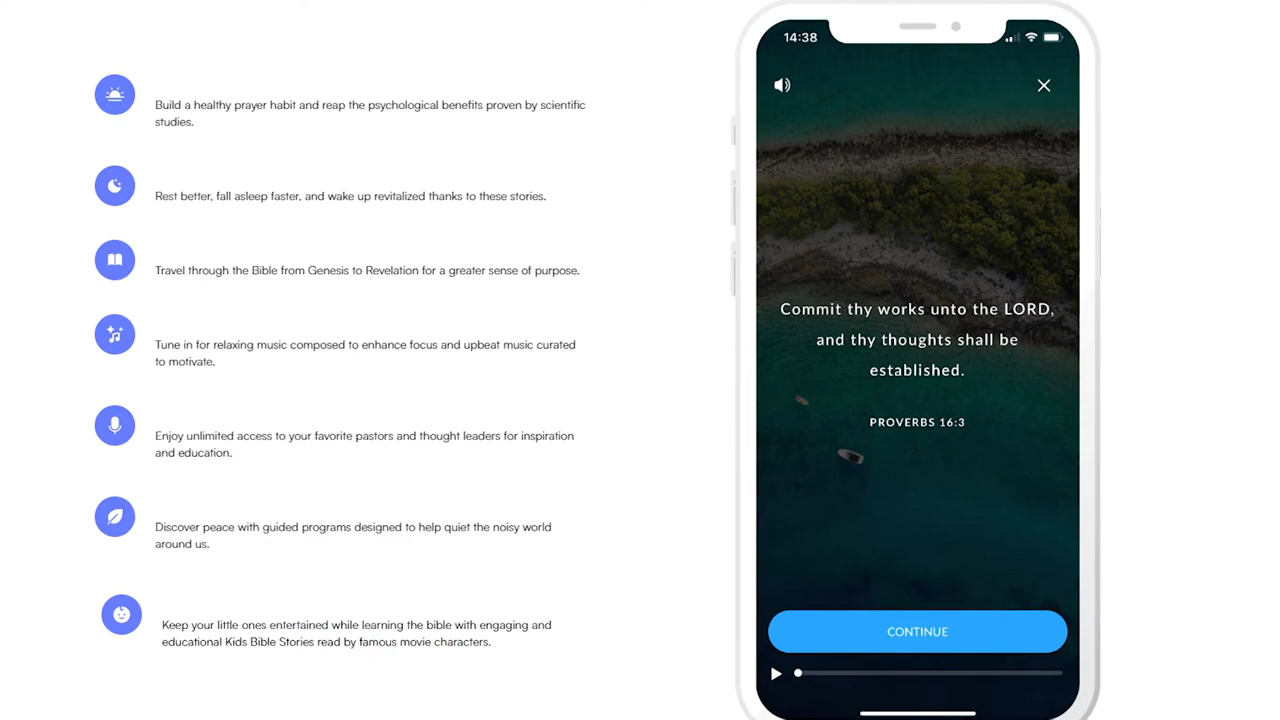 Build a healthy prayer habit and reap the psychological benefits proven by scientific
studies.
Rest better, fall asleep faster, and wake up revitalized thanks to these stories.
Travel through the Bible from Genesis to Revelation for a greater sense of purpose.
Tune in for relaxing music composed to enhance focus and upbeat music curated
to motivate.
Enjoy unlimited access to your favorite pastors and thought leaders for inspiration
and education.
Discover peace with guided programs designed to help quiet the noisy world
around us.
Keep your little ones entertained while learning the bible with engaging and
educational Kids Bible Stories read by famous movie characters.
14:38
Commit thy works unto the LORD,
and thy thoughts shall be
established.
PROVERBS 16:3
CONTINUE